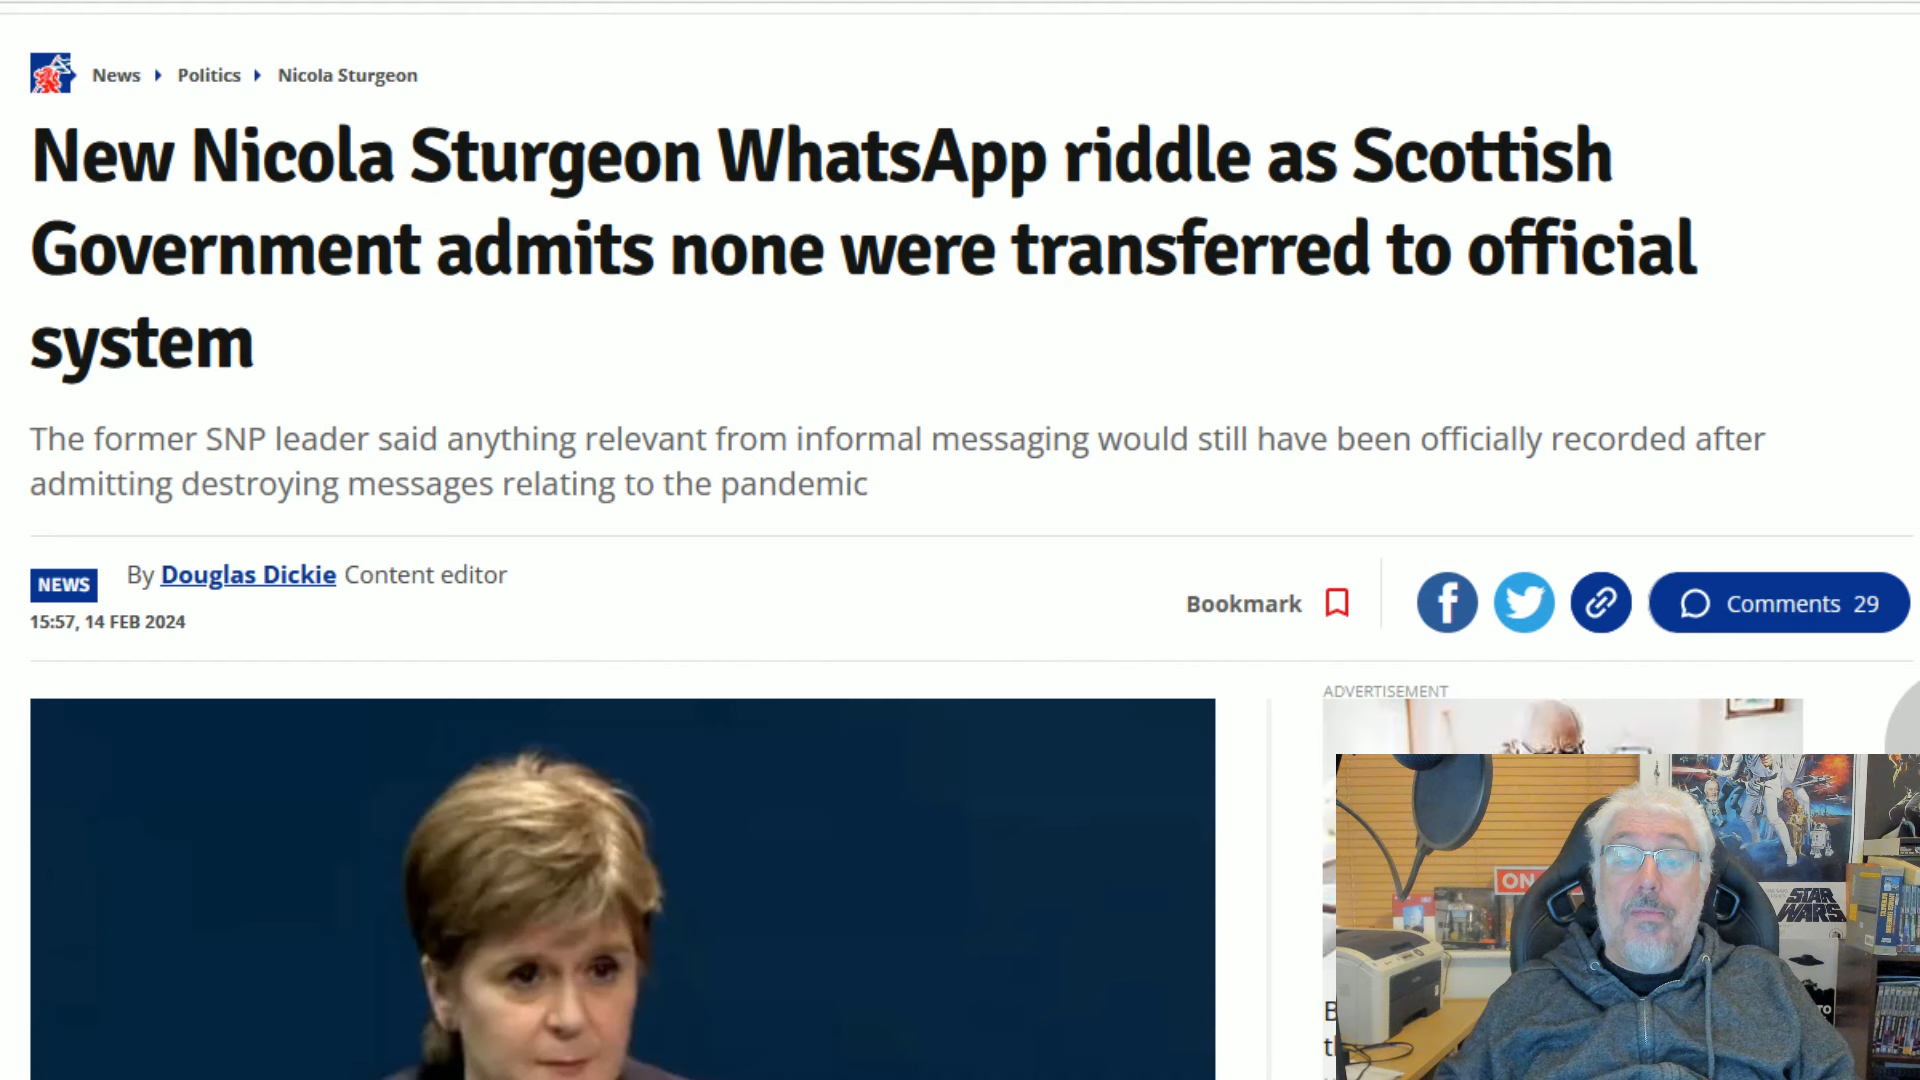 News Politics Nicola Sturgeon
New Nicola Sturgeon WhatsApp riddle as Scottish
Government admits none were transferred to official
system
The former SNP leader said anything relevant from informal messaging would still have been officially recorded after
admitting destroying messages relating to the pandemic
NEWS
By Douglas Dickie Content editor
15:57, 14 FEB 2024
Bookmark
Comments 29
ADVERTISEMENT
ON
STAR
WARS